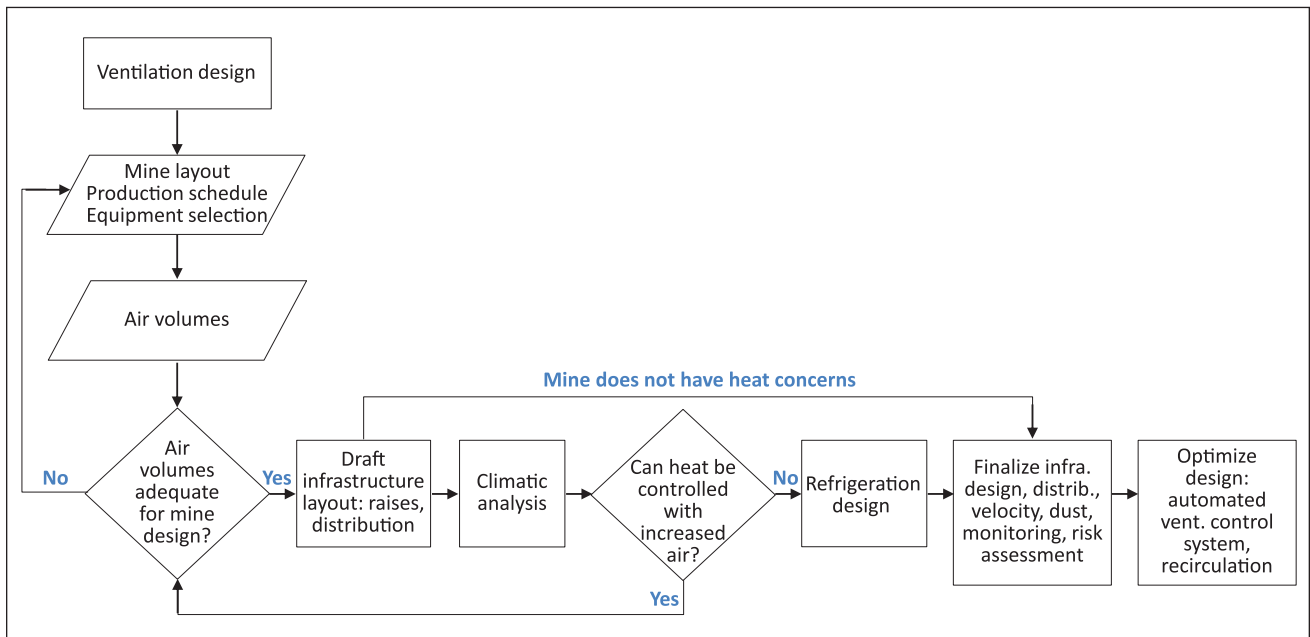 Ventilation design
Mine layout
Production schedule
Equipment selection
Air volumes
Mine does not have heat concerns
Air
volumes
adequate
for mine
design?
No
Yes
Draft
infrastructure
layout: raises,
distribution
Climatic
analysis
Can heat be
controlled
with
increased
air?
No
Yes
Refrigeration
design
Finalize infra.
design, distrib.,
velocity, dust,
monitoring, risk
assessment
Optimize
design:
automated
vent. control
system,
recirculation